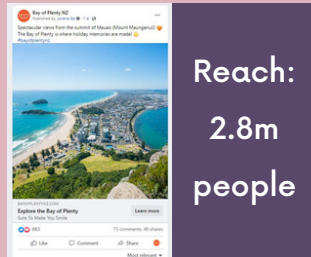 Bay of Plenty NZ
Spectacular views from the summit of Mauao (Mount Maunganui)
The Bay of Plenty is where holiday memories are made!
#bayofplentynz
BAYOFPLENTYNZ.COM
Explore the Bay of Plenty
Sure To Make You Smile
Learn more
883
73 comments 49 shares
Like
Comment
Share
Most relevant
Reach:
2.8m
people